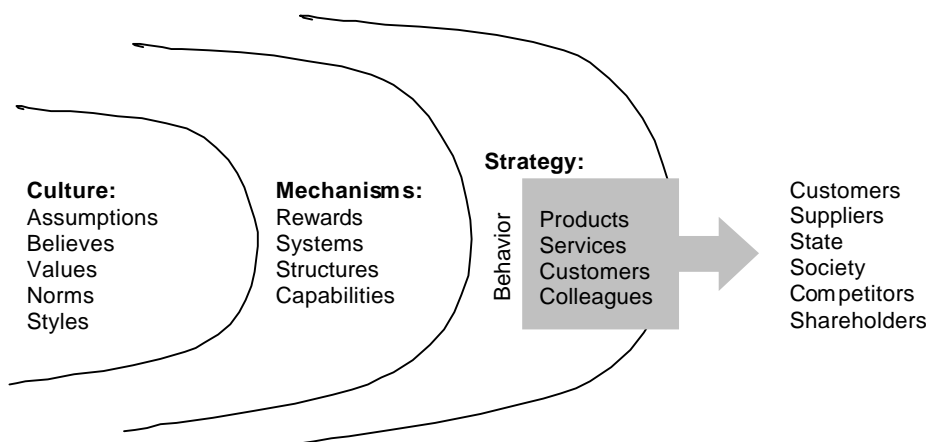 Culture:
Assumptions
Believes
Values
Norms
Styles
Mechanisms:
Rewards
Systems
Structures
Capabilities
Strategy:
Behavior
Products
Services
Customers
Colleagues
Customers
Suppliers
State
Society
Competitors
Shareholders